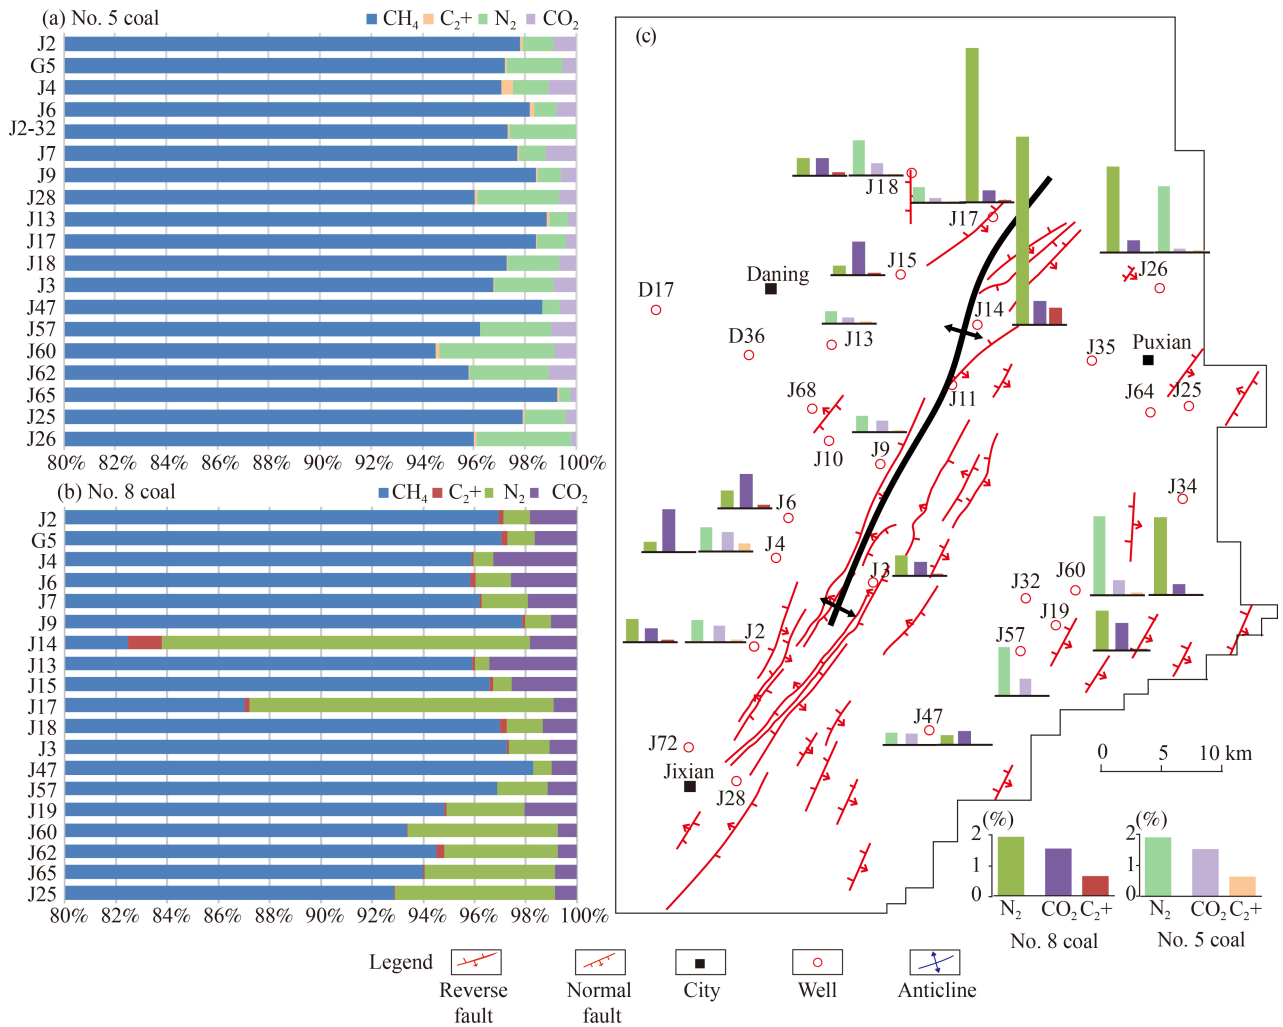 (a) No. 5 coal
CH4 C2+ N2 CO2
J2
G5
J4
J6
J2-32
J7
J9
J28
J13
J17
J18
J3
J47
J57
J60
J62
J65
J25
J26
80% 82% 84% 86% 88% 90% 92% 94% 96% 98% 100%
(b) No. 8 coal
CH4 C2+ N2 CO2
J2
G5
J4
J6
J7
J9
J14
J13
J15
J17
J18
J3
J47
J57
J19
J60
J62
J65
J25
80% 82% 84% 86% 88% 90% 92% 94% 96% 98% 100%
(c)
J18
J17
J15
J26
Daning
D17
J14
J13
D36
J35
Puxian
J68
J11
J64
J25
J10
J9
J6
J34
J4
J3
J32
J60
J19
J2
J57
J47
J72
Jixian
J28
0 5 10 km
(%)
2
1
0
N2 CO2 C2+
No. 8 coal
(%)
2
1
0
N2 CO2 C2+
No. 5 coal
Legend
Reverse
fault
Normal
fault
City
Well
Anticline